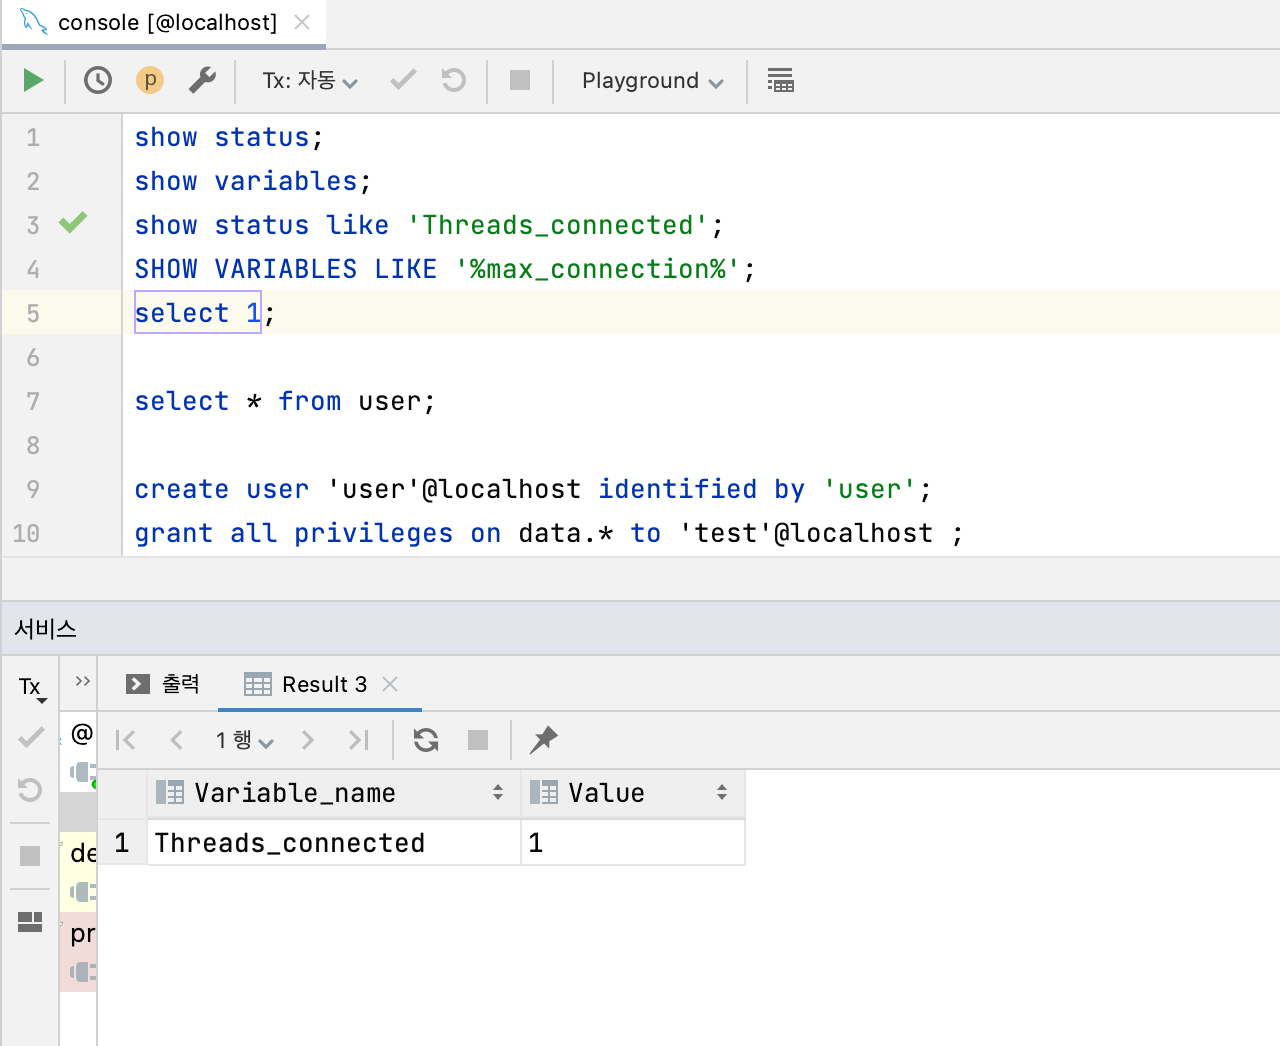 console [@localhost]
p Tx: 자동 Playground
1 show status;
2 show variables;
3 show status like 'Threads_connected';
4 SHOW VARIABLES LIKE '%max_connection%';
5 select 1;
6
7 select * from user;
8
9 create user 'user'@localhost identified by 'user';
10 grant all privileges on data.* to 'test'@localhost ;
서비스
Tx >> 출력 Result 3
@ 1 행
Variable_name Value
1 Threads_connected 1
de
pr